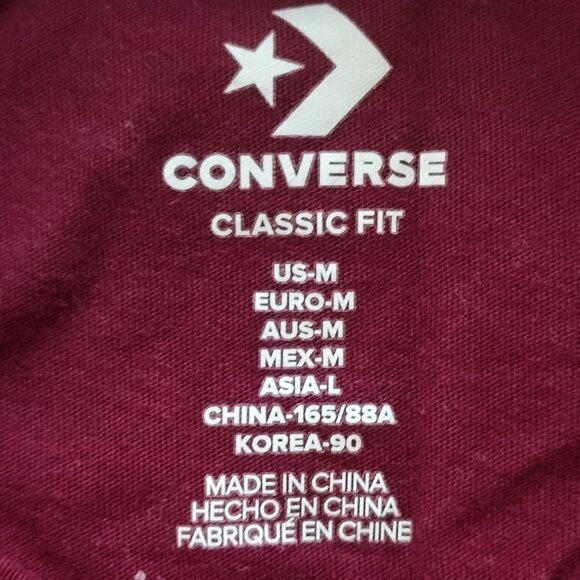 CONVERSE
CLASSIC FIT
US-M
EURO-M
AUS-M
MEX-M
ASIA-L
CHINA-165/88A
KOREA-90
MADE IN CHINA
HECHO EN CHINA
FABRIQUÉ EN CHINE